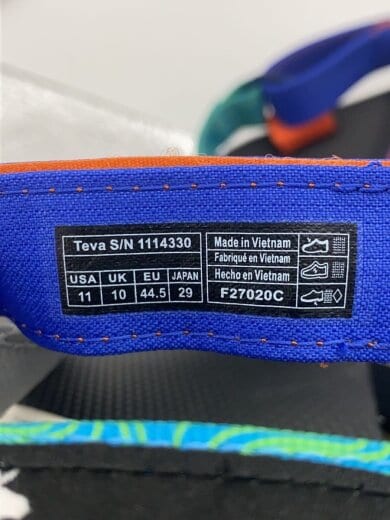 Teva S/N 1114330
USA UK EU JAPAN
11 10 44.5 29
Made in Vietnam
Fabriqué en Vietnam
Hecho en Vietnam
F27020C